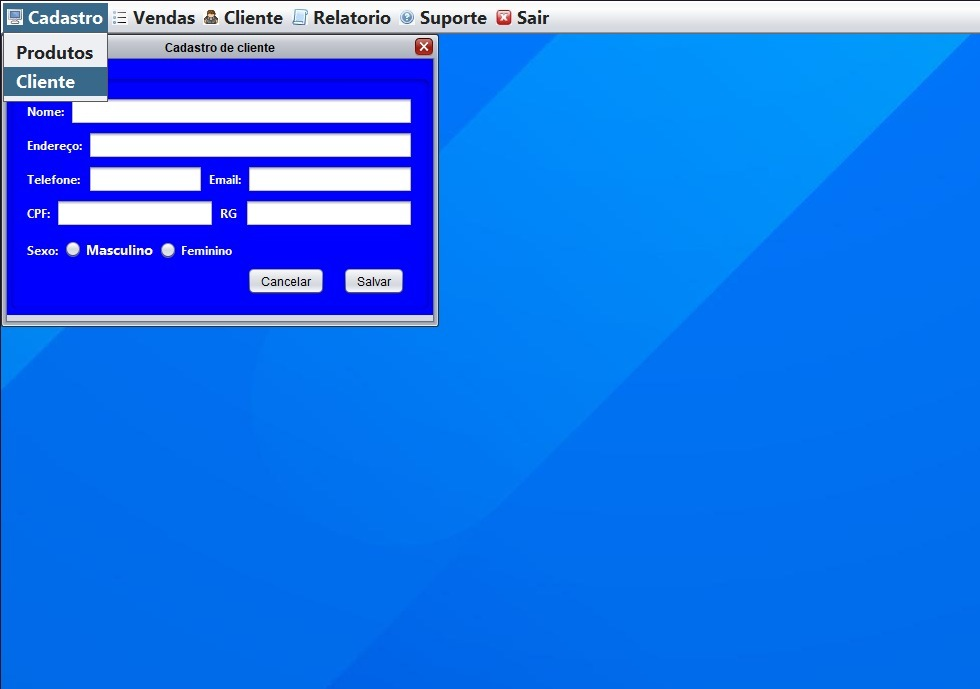 Cadastro Vendas Cliente Relatorio Suporte Sair
Produtos
Cliente
Cadastro de cliente
Nome:
Endereço:
Telefone: Email:
CPF: RG
Sexo: Masculino Feminino
Cancelar Salvar